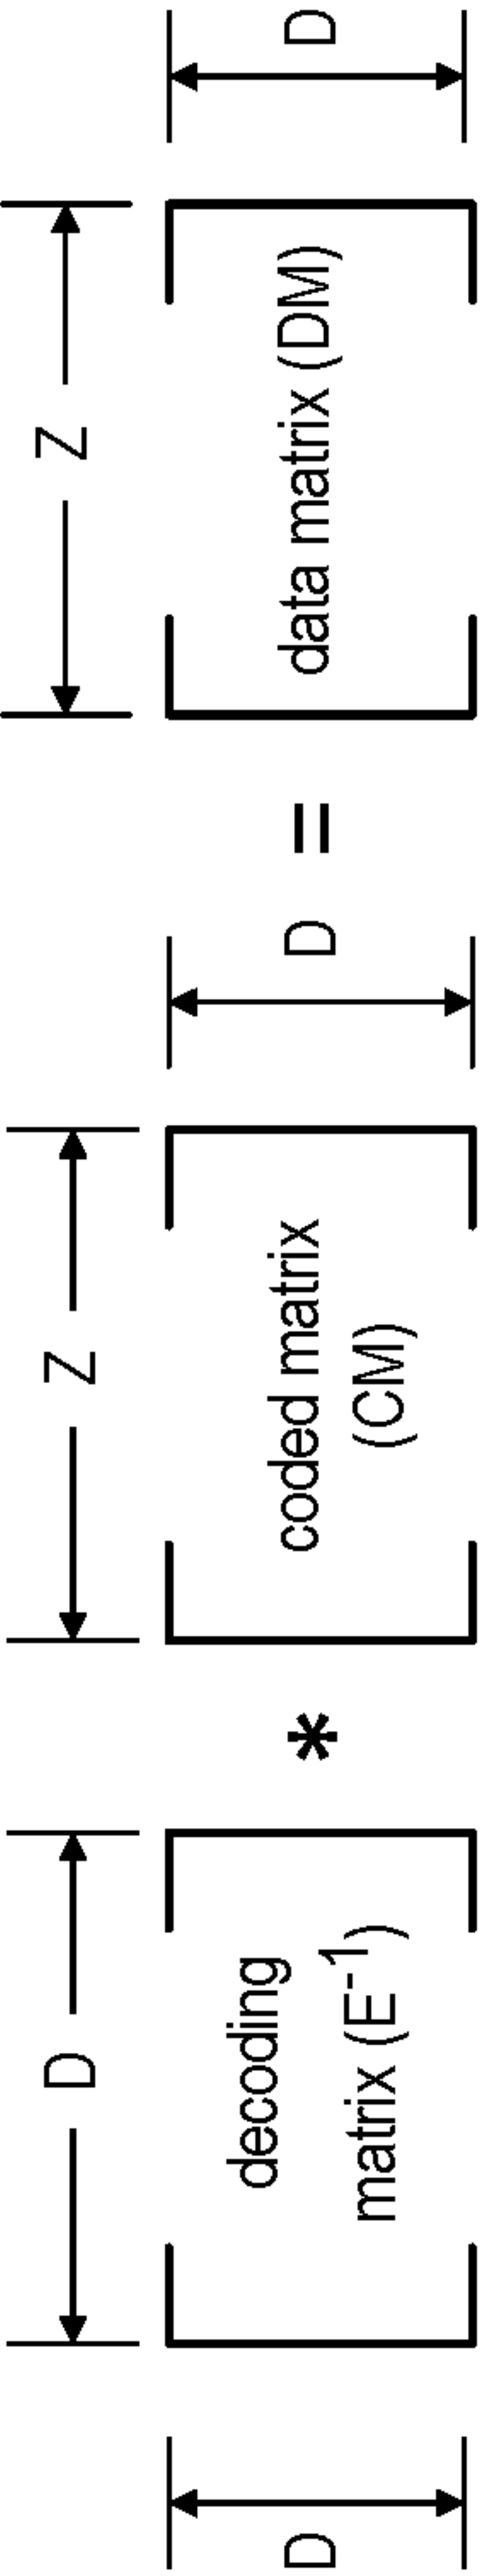 D
Z
Z
D
decoding
matrix (E⁻¹)
*
coded matrix
(CM)
D
=
data matrix (DM)
D